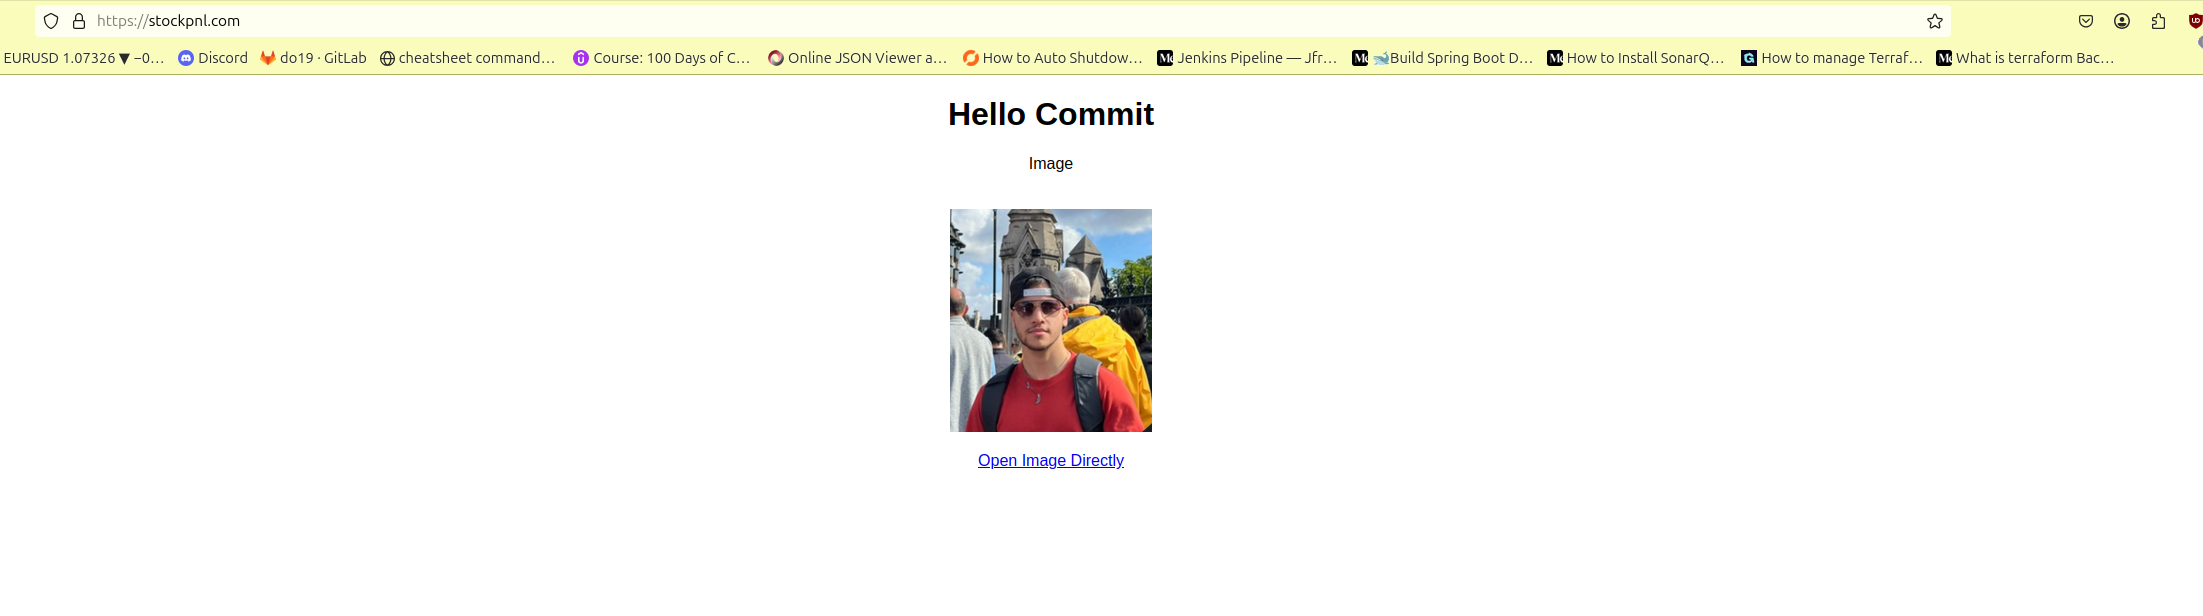 https://stockpnl.com
EURUSD 1.07326 ▼ −0… Discord do19 · GitLab cheatsheet command… Course: 100 Days of C… Online JSON Viewer a… How to Auto Shutdow… Jenkins Pipeline — Jfr… 🐳Build Spring Boot D… How to Install SonarQ… How to manage Terraf… What is terraform Bac…
Hello Commit
Image
Open Image Directly